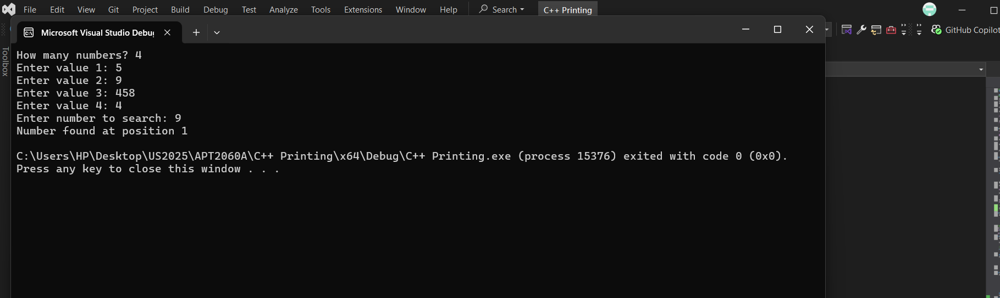 File Edit View Git Project Build Debug Test Analyze Tools Extensions Window Help Search C++ Printing
Microsoft Visual Studio Debug
GitHub Copilot
Toolbox
How many numbers? 4
Enter value 1: 5
Enter value 2: 9
Enter value 3: 458
Enter value 4: 4
Enter number to search: 9
Number found at position 1
C:\Users\HP\Desktop\US2025\APT2060A\C++ Printing\x64\Debug\C++ Printing.exe (process 15376) exited with code 0 (0x0).
Press any key to close this window . . .